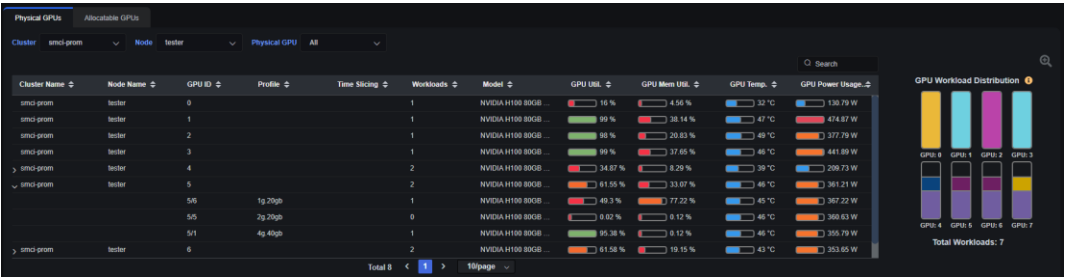 Physical GPUs Allocatable GPUs
Cluster smci-prom Node tester Physical GPU All
Search
Cluster Name Node Name GPU ID Profile Time Slicing Workloads Model GPU Util. GPU Mem Util. GPU Temp. GPU Power Usage...
smci-prom tester 0 1 NVIDIA H100 80GB ... 16 % 4.56 % 32 °C 130.79 W
smci-prom tester 1 1 NVIDIA H100 80GB ... 99 % 38.14 % 47 °C 474.87 W
smci-prom tester 2 1 NVIDIA H100 80GB ... 98 % 20.83 % 49 °C 377.79 W
smci-prom tester 3 1 NVIDIA H100 80GB ... 99 % 37.65 % 46 °C 441.89 W
smci-prom tester 4 2 NVIDIA H100 80GB ... 34.87 % 8.29 % 39 °C 209.73 W
smci-prom tester 5 2 NVIDIA H100 80GB ... 61.55 % 33.07 % 46 °C 361.21 W
5/6 1g.20gb 1 NVIDIA H100 80GB ... 49.3 % 77.22 % 45 °C 367.22 W
5/5 2g.20gb 0 NVIDIA H100 80GB ... 0.02 % 0.12 % 46 °C 360.63 W
5/1 4g.40gb 1 NVIDIA H100 80GB ... 95.38 % 0.12 % 46 °C 355.79 W
smci-prom tester 6 2 NVIDIA H100 80GB ... 61.58 % 19.15 % 43 °C 353.65 W
Total 8 1 10/page
GPU Workload Distribution
GPU: 0 GPU: 1 GPU: 2 GPU: 3
GPU: 4 GPU: 5 GPU: 6 GPU: 7
Total Workloads: 7